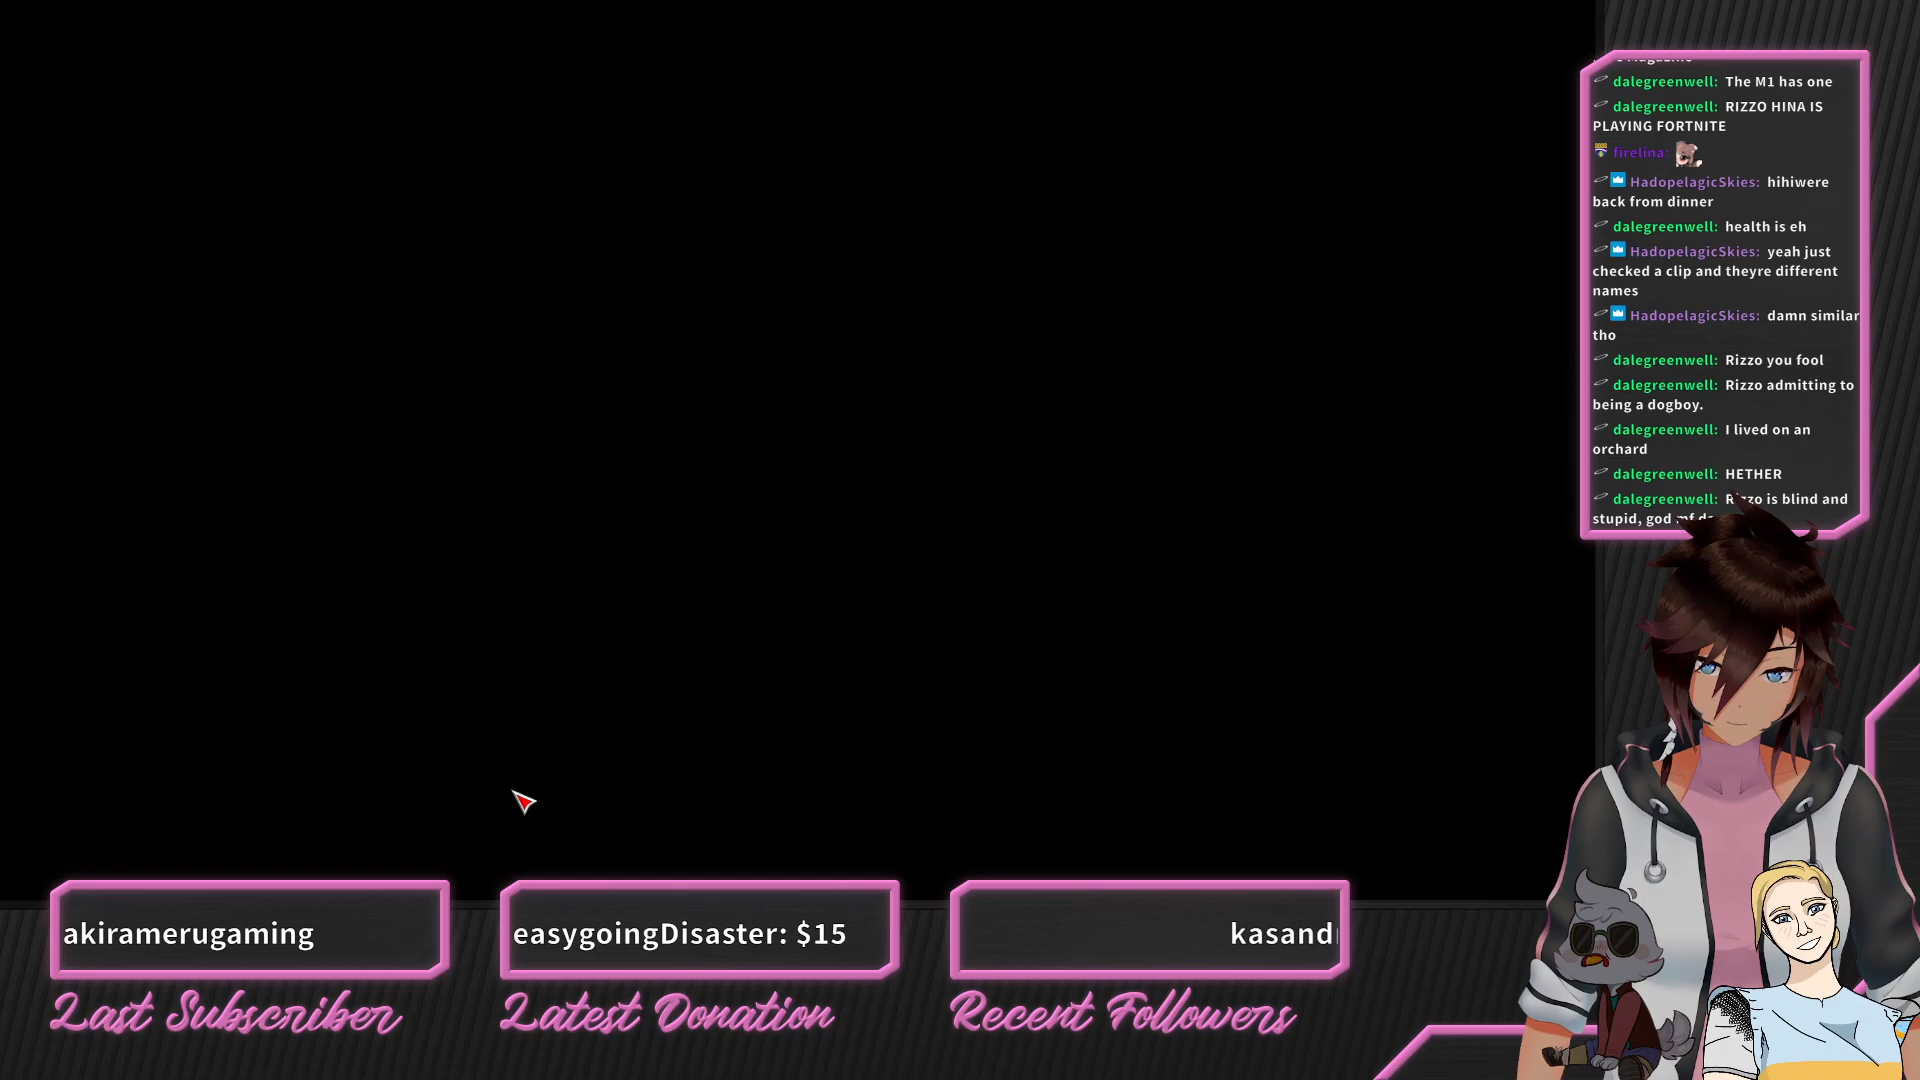 dalegreenwell: The M1 has one
dalegreenwell: RIZZO HINA IS
PLAYING FORTNITE
firelina:
HadopelagicSkies: hihiwere
back from dinner
dalegreenwell: health is eh
HadopelagicSkies: yeah just
checked a clip and theyre different
names
HadopelagicSkies: damn similar
tho
dalegreenwell: Rizzo you fool
dalegreenwell: Rizzo admitting to
being a dogboy.
dalegreenwell: I lived on an
orchard
dalegreenwell: HETHER
dalegreenwell: Rizzo is blind and
stupid, god mf
akiramerugaming
easygoingDisaster: $15
kasand
Last Subscriber
Latest Donation
Recent Followers